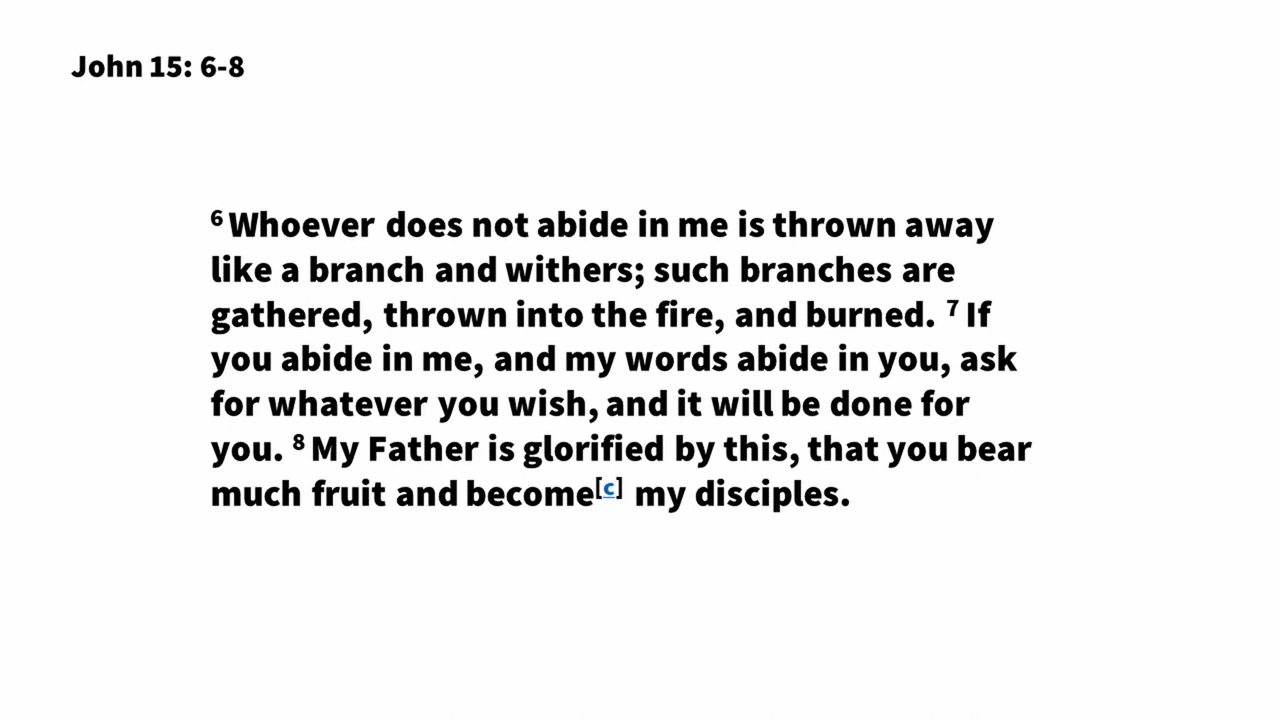 John 15: 6-8
6 Whoever does not abide in me is thrown away
like a branch and withers; such branches are
gathered, thrown into the fire, and burned. 7 If
you abide in me, and my words abide in you, ask
for whatever you wish, and it will be done for
you. 8 My Father is glorified by this, that you bear
much fruit and become[c] my disciples.